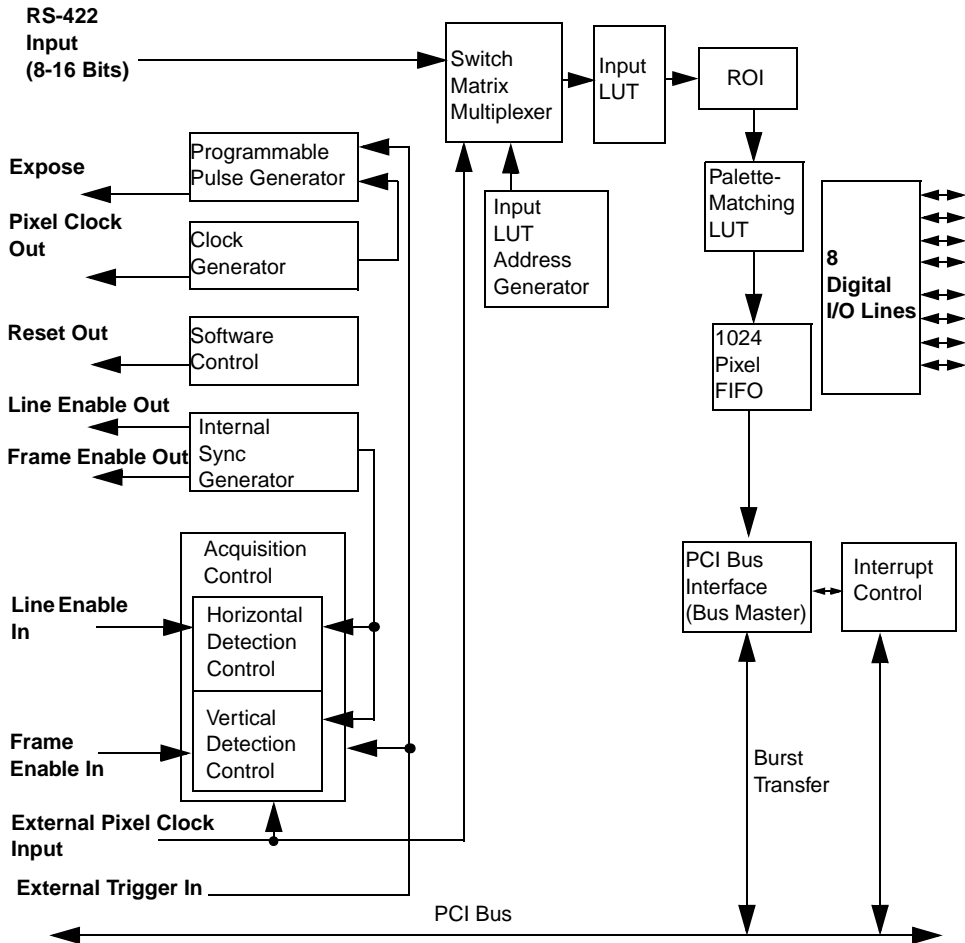 RS-422
Input
(8-16 Bits)
Switch
Matrix
Multiplexer
Input
LUT
ROI
Expose
Programmable
Pulse Generator
Palette-
Matching
LUT
Pixel Clock
Out
Clock
Generator
Input
LUT
Address
Generator
8
Digital
I/O Lines
Reset Out
Software
Control
1024
Pixel
FIFO
Line Enable Out
Frame Enable Out
Internal
Sync
Generator
Acquisition
Control
PCI Bus
Interface
(Bus Master)
Interrupt
Control
Line Enable
In
Horizontal
Detection
Control
Frame
Enable In
Vertical
Detection
Control
Burst
Transfer
External Pixel Clock
Input
External Trigger In
PCI Bus